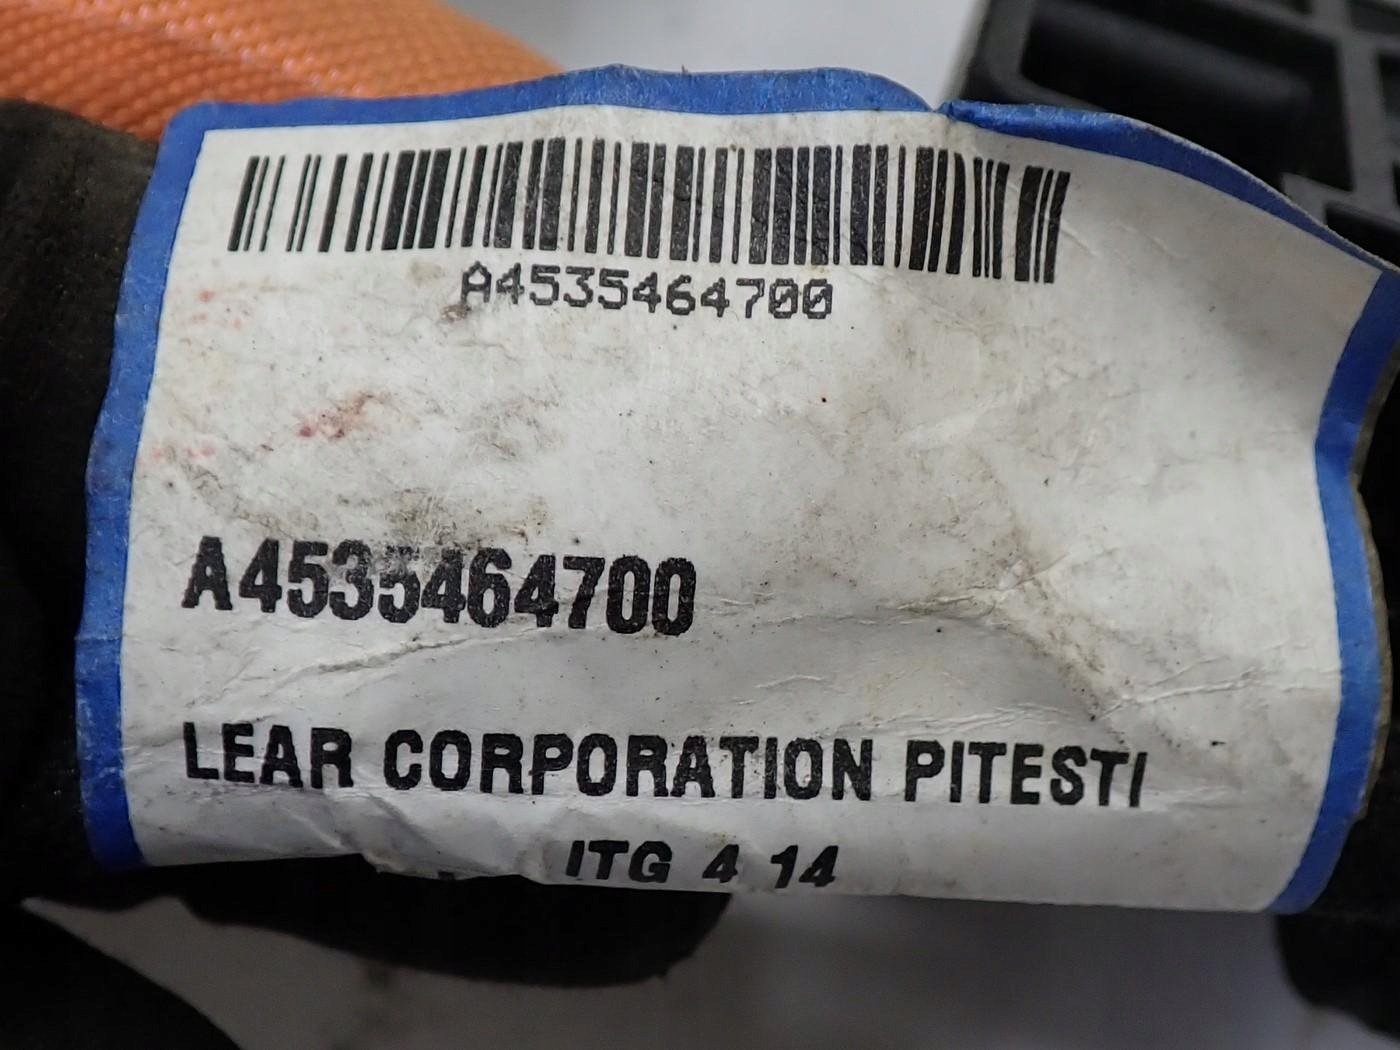 A4535464700
A4535464700
LEAR CORPORATION PITESTI
ITG 4 14